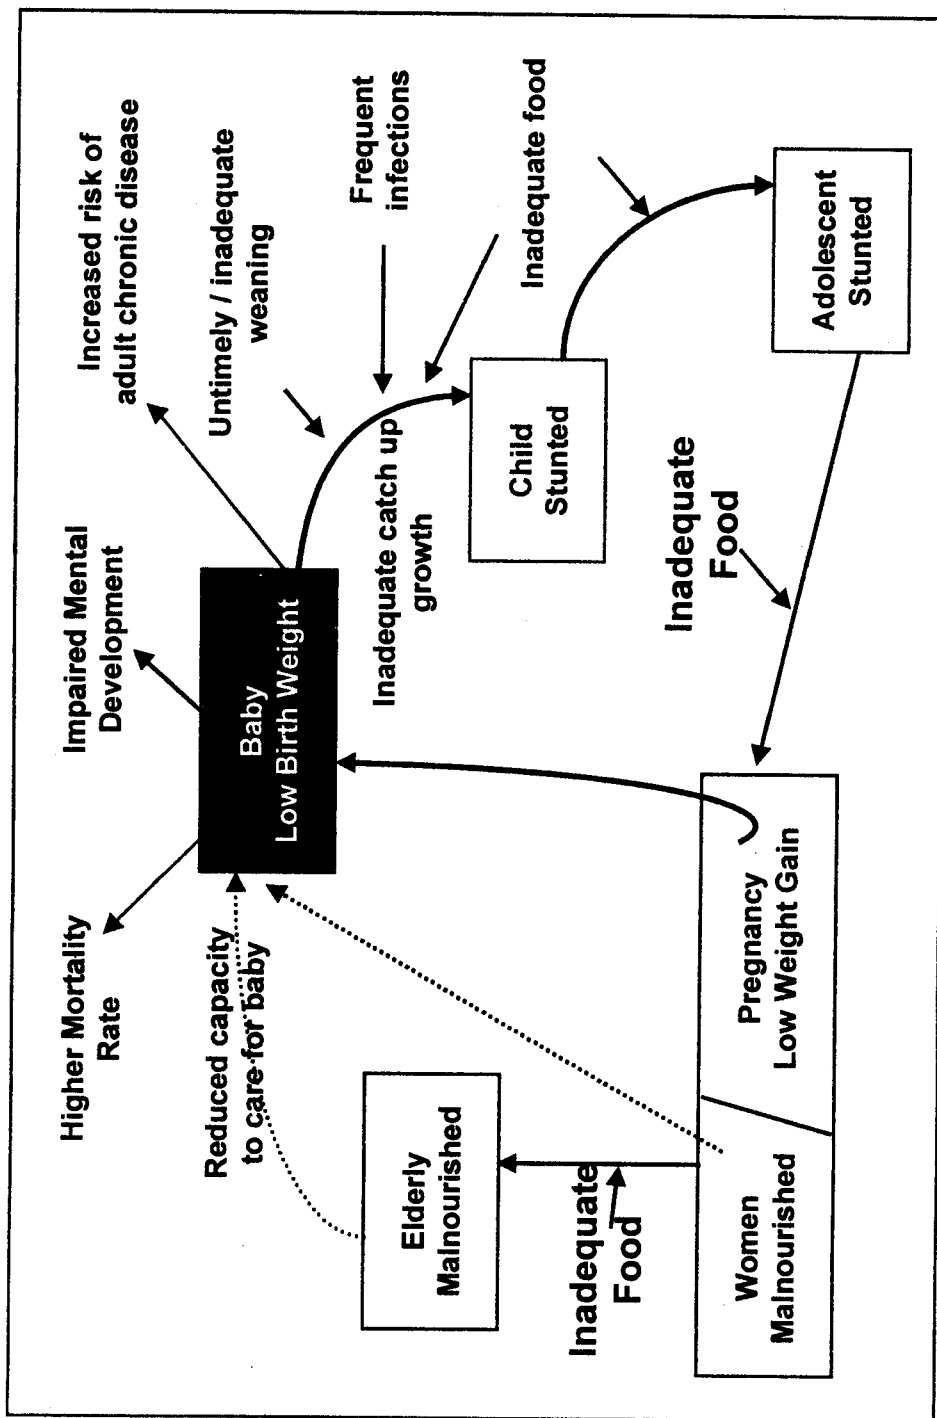 Higher Mortality
Rate
Impaired Mental
Development
Increased risk of
adult chronic disease
Untimely / inadequate
weaning
Frequent
infections
Inadequate food
Baby
Low Birth Weight
Reduced capacity
to care for baby
Inadequate catch up
growth
Elderly
Malnourished
Child
Stunted
Inadequate
Food
Inadequate
Food
Women
Malnourished
Pregnancy
Low Weight Gain
Adolescent
Stunted